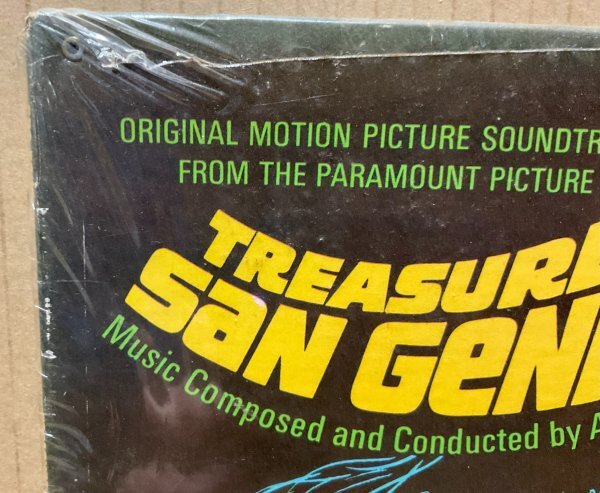 ORIGINAL MOTION PICTURE SOUNDTR
FROM THE PARAMOUNT PICTURE
TREASURE
SAN GEN
Music Composed and Conducted by A